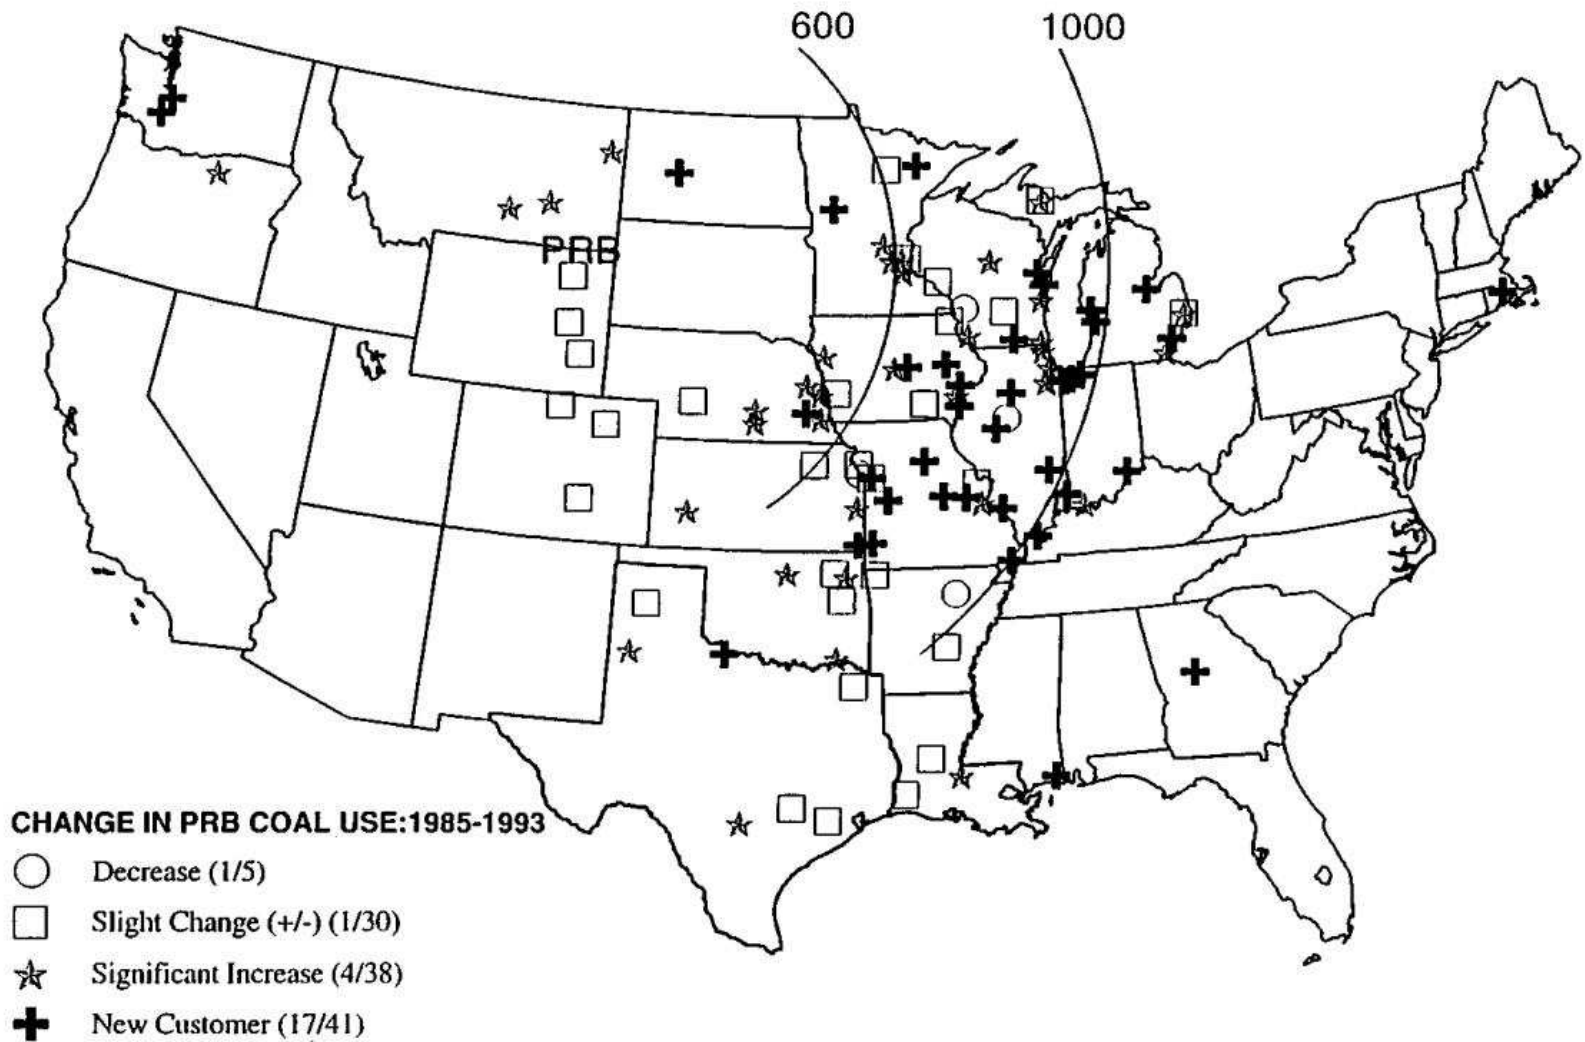 600 1000
PRB
CHANGE IN PRB COAL USE:1985-1993
Decrease (1/5)
Slight Change (+/-) (1/30)
Significant Increase (4/38)
New Customer (17/41)